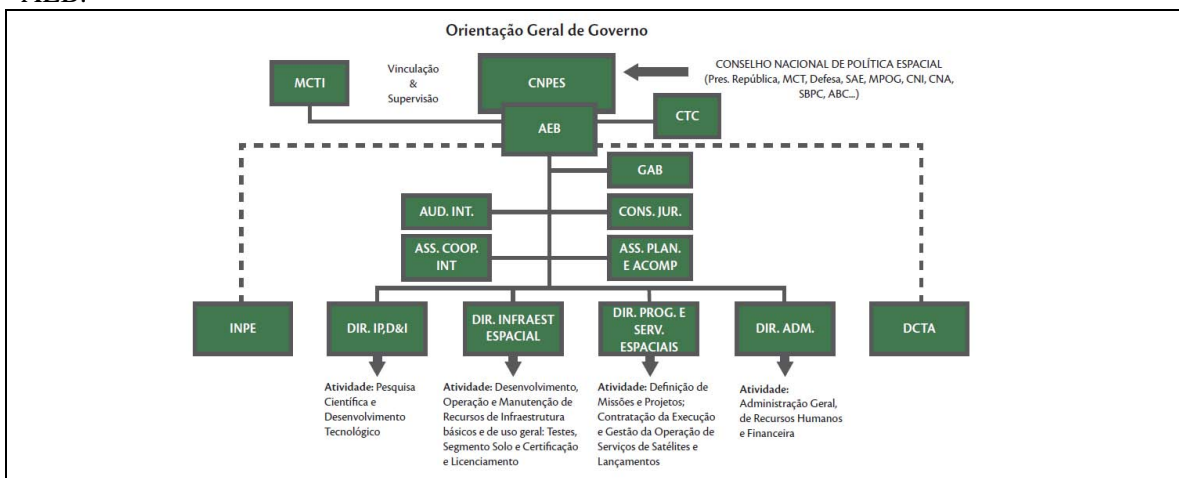 AEB.
Orientação Geral de Governo
MCTI
Vinculação
&
Supervisão
CNPES
CONSELHO NACIONAL DE POLÍTICA ESPACIAL
(Pres. República, MCT, Defesa, SAE, MPOG, CNI, CNA,
SBPC, ABC...)
AEB
CTC
GAB
AUD. INT.
CONS. JUR.
ASS. COOP.
INT
ASS. PLAN.
E ACOMP
INPE
DIR. IP,D&I
DIR. INFRAEST
ESPACIAL
DIR. PROG. E
SERV.
ESPACIAIS
DIR. ADM.
DCTA
Atividade: Pesquisa
Científica e
Desenvolvimento
Tecnológico
Atividade: Desenvolvimento,
Operação e Manutenção de
Recursos de Infraestrutura
básicos e de uso geral: Testes,
Segmento Solo e Certificação
e Licenciamento
Atividade: Definição de
Missões e Projetos;
Contratação da Execução
e Gestão da Operação de
Serviços de Satélites e
Lançamentos
Atividade:
Administração Geral,
de Recursos Humanos
e Financeira